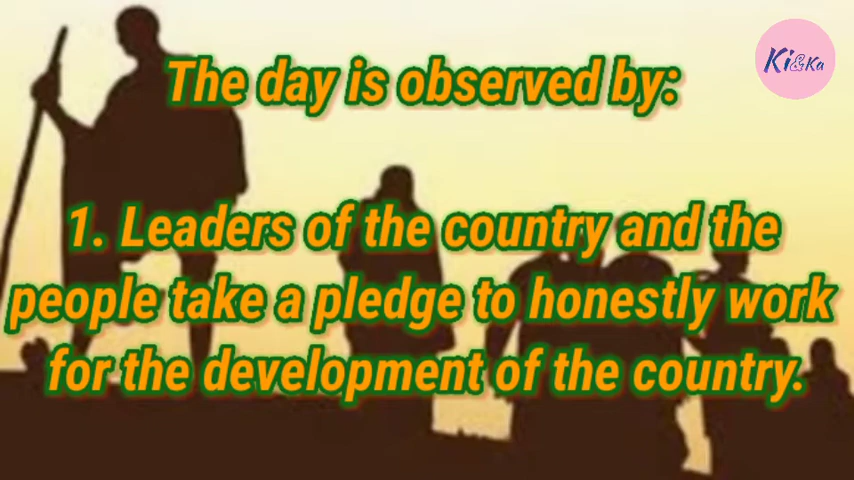 Ki&Ka
The day is observed by:
1. Leaders of the country and the
people take a pledge to honestly work
for the development of the country.